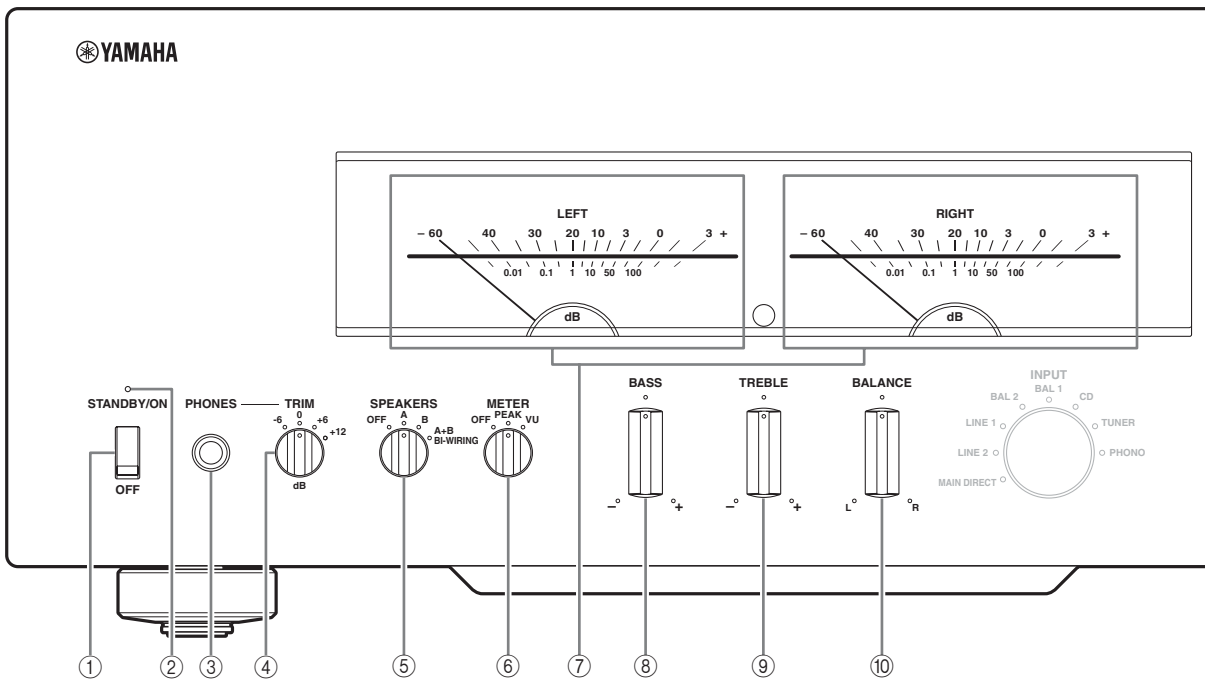 YAMAHA
LEFT
– 60 40 30 20 10 3 0 3 +
0.01 0.1 1 10 50 100
dB
RIGHT
– 60 40 30 20 10 3 0 3 +
0.01 0.1 1 10 50 100
dB
STANDBY/ON
OFF
PHONES
TRIM
-6 0 +6 +12
dB
SPEAKERS
OFF A B A+B
BI-WIRING
METER
OFF PEAK VU
BASS
– +
TREBLE
– +
BALANCE
L R
INPUT
MAIN DIRECT
LINE 2
LINE 1
BAL 2
BAL 1
CD
TUNER
PHONO
① ② ③ ④ ⑤ ⑥ ⑦ ⑧ ⑨ ⑩